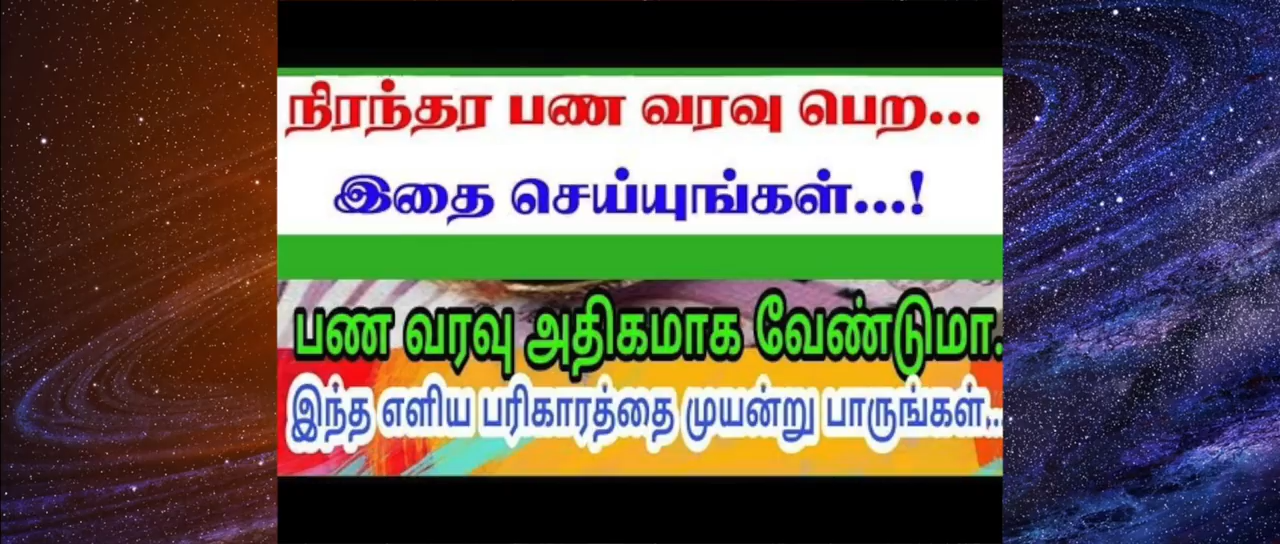 நிரந்தர பண வரவு பெற...
இதை செய்யுங்கள்...!
பண வரவு அதிகமாக வேண்டுமா.
இந்த எளிய பரிகாரத்தை முயன்று பாருங்கள்...